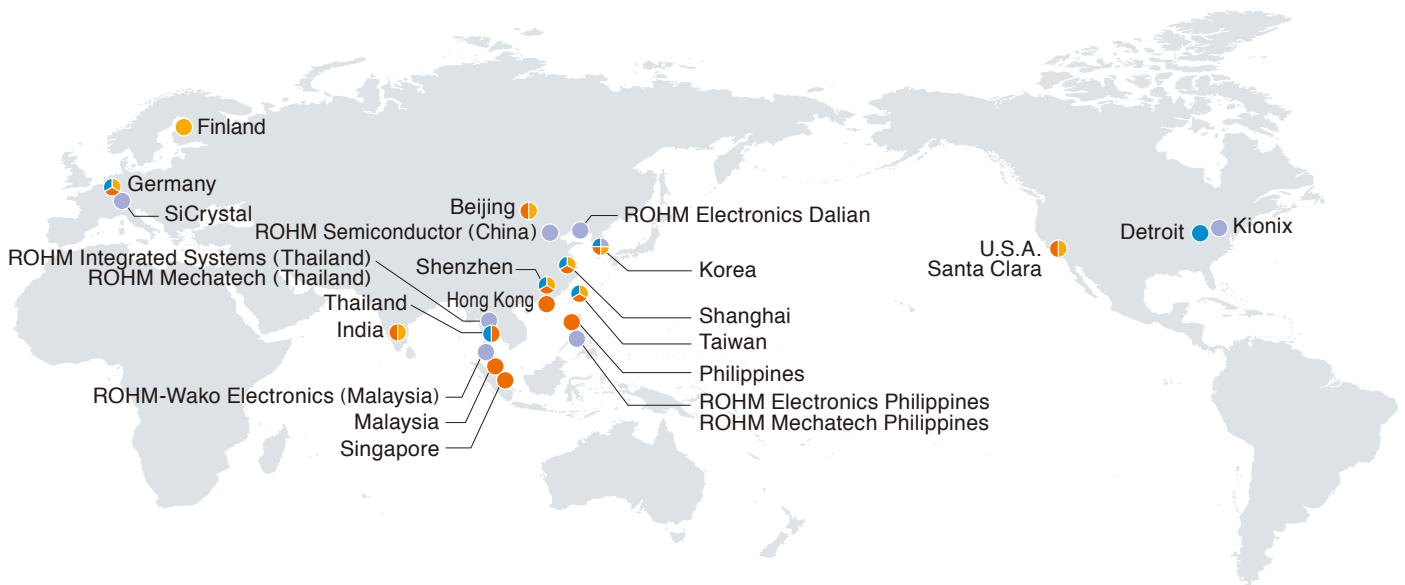 Finland
Germany
SiCrystal
Beijing
ROHM Semiconductor (China)
ROHM Electronics Dalian
ROHM Integrated Systems (Thailand)
ROHM Mechatech (Thailand)
Shenzhen
Korea
Thailand
Hong Kong
India
Shanghai
Taiwan
Philippines
ROHM-Wako Electronics (Malaysia)
Malaysia
Singapore
ROHM Electronics Philippines
ROHM Mechatech Philippines
U.S.A.
Santa Clara
Detroit
Kionix